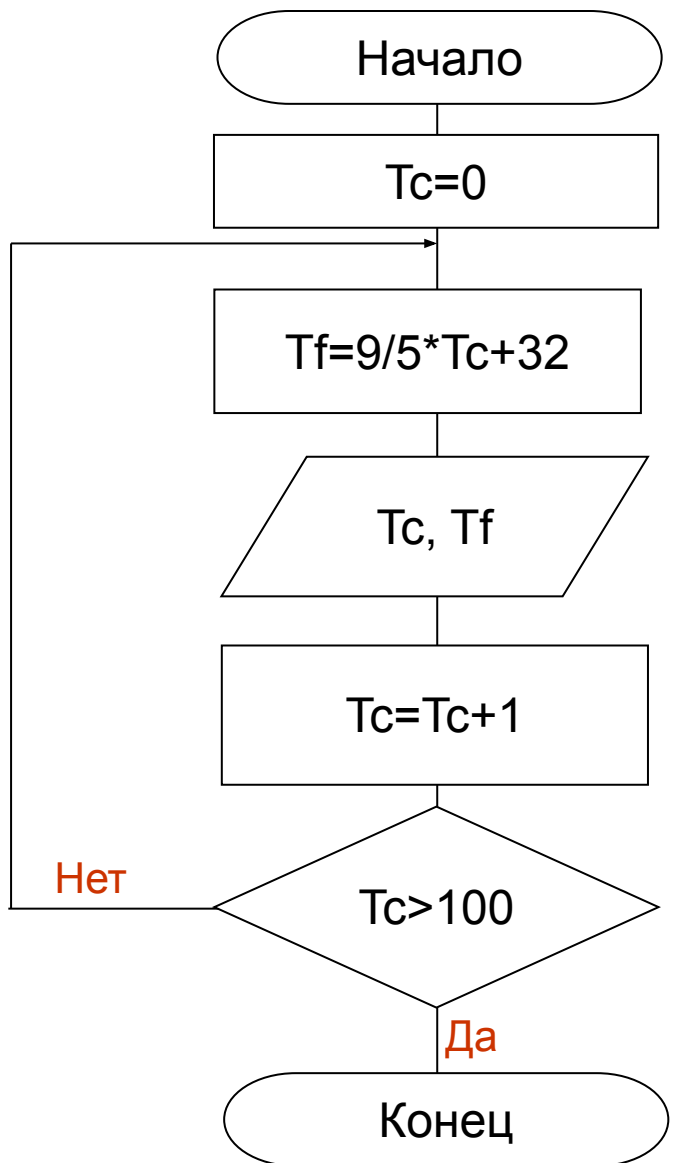 Начало
Tc=0
Tf=9/5*Tc+32
Tc, Tf
Tc=Tc+1
Нет
Tc>100
Да
Конец